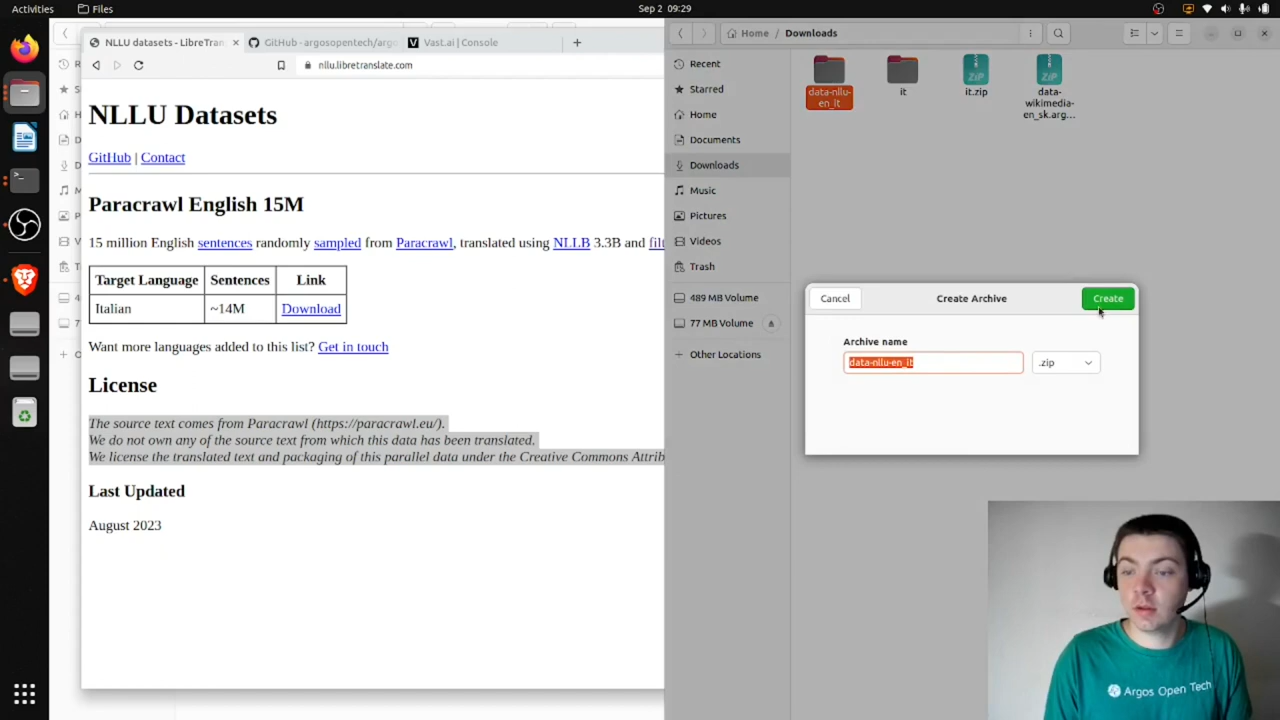 Activities
Files
Sep 2 09:29
NLLU datasets - LibreTran
GitHub - argosopentech/argo
Vast.ai | Console
nllu.libretranslate.com
NLLU Datasets
GitHub | Contact
Paracrawl English 15M
15 million English sentences randomly sampled from Paracrawl, translated using NLLB 3.3B and filt
Target Language Sentences Link
Italian ~14M Download
Want more languages added to this list? Get in touch
License
The source text comes from Paracrawl (https://paracrawl.eu/).
We do not own any of the source text from which this data has been translated.
We license the translated text and packaging of this parallel data under the Creative Commons Attrib
Last Updated
August 2023
Home / Downloads
Recent
Starred
Home
Documents
Downloads
Music
Pictures
Videos
Trash
489 MB Volume
77 MB Volume
Other Locations
data-nllu-
en_it
it
it.zip
data-
wikimedia-
en_sk.arg...
ZIP
ZIP
Cancel
Create Archive
Create
Archive name
data-nllu-en_it
.zip
Argos Open Tech